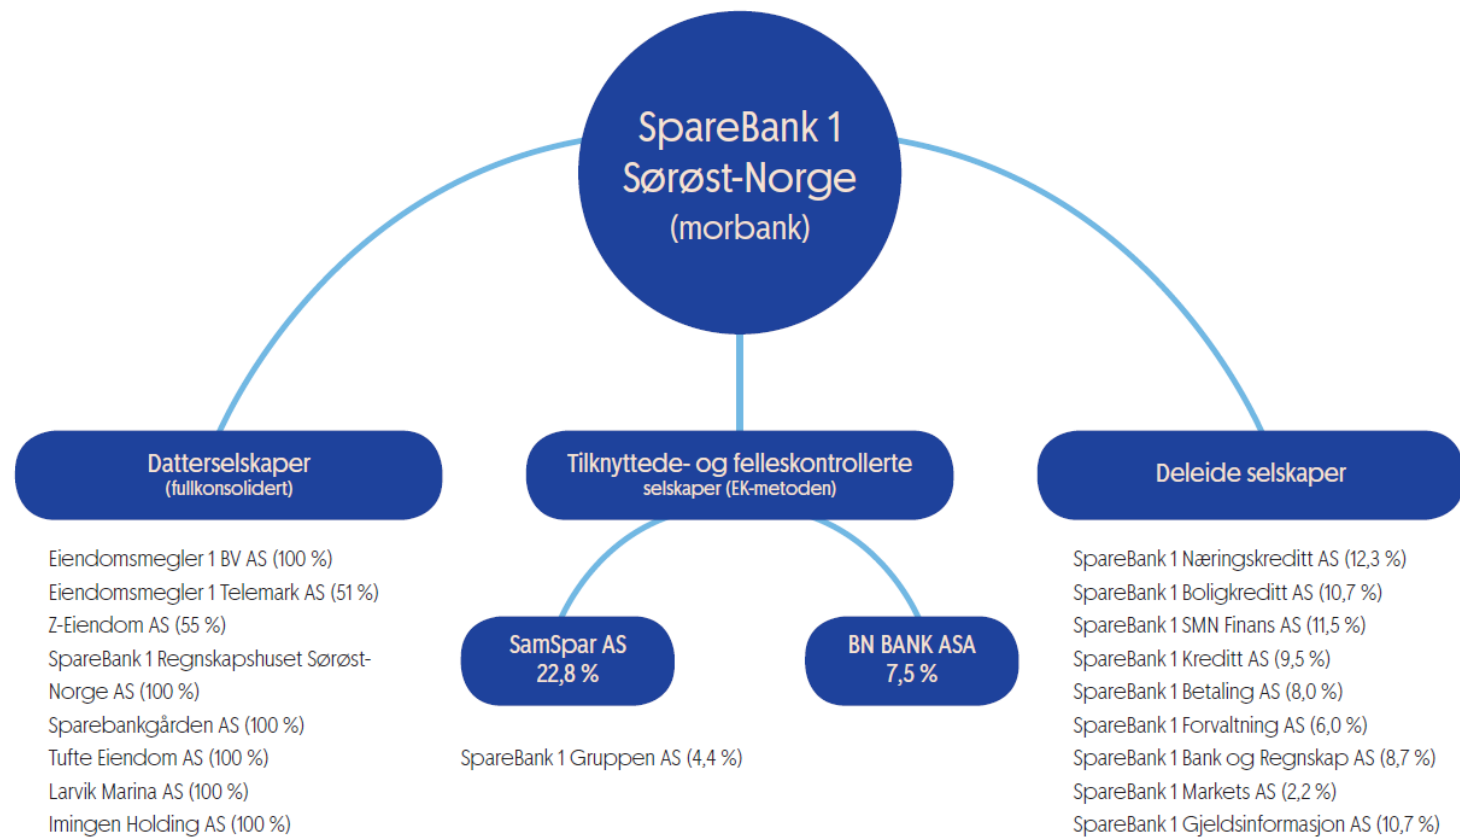 SpareBank 1
Sørøst-Norge
(morbank)
Datterselskaper
(fullkonsolidert)
Eiendomsmegler 1 BV AS (100 %)
Eiendomsmegler 1 Telemark AS (51 %)
Z-Eiendom AS (55 %)
SpareBank 1 Regnskapshuset Sørøst-
Norge AS (100 %)
Sparebankgården AS (100 %)
Tufte Eiendom AS (100 %)
Larvik Marina AS (100 %)
Imingen Holding AS (100 %)
Tilknyttede- og felleskontrollerte
selskaper (EK-metoden)
SamSpar AS
22,8 %
BN BANK ASA
7,5 %
SpareBank 1 Gruppen AS (4,4 %)
Deleide selskaper
SpareBank 1 Næringskreditt AS (12,3 %)
SpareBank 1 Boligkreditt AS (10,7 %)
SpareBank 1 SMN Finans AS (11,5 %)
SpareBank 1 Kreditt AS (9,5 %)
SpareBank 1 Betaling AS (8,0 %)
SpareBank 1 Forvaltning AS (6,0 %)
SpareBank 1 Bank og Regnskap AS (8,7 %)
SpareBank 1 Markets AS (2,2 %)
SpareBank 1 Gjeldsinformasjon AS (10,7 %)